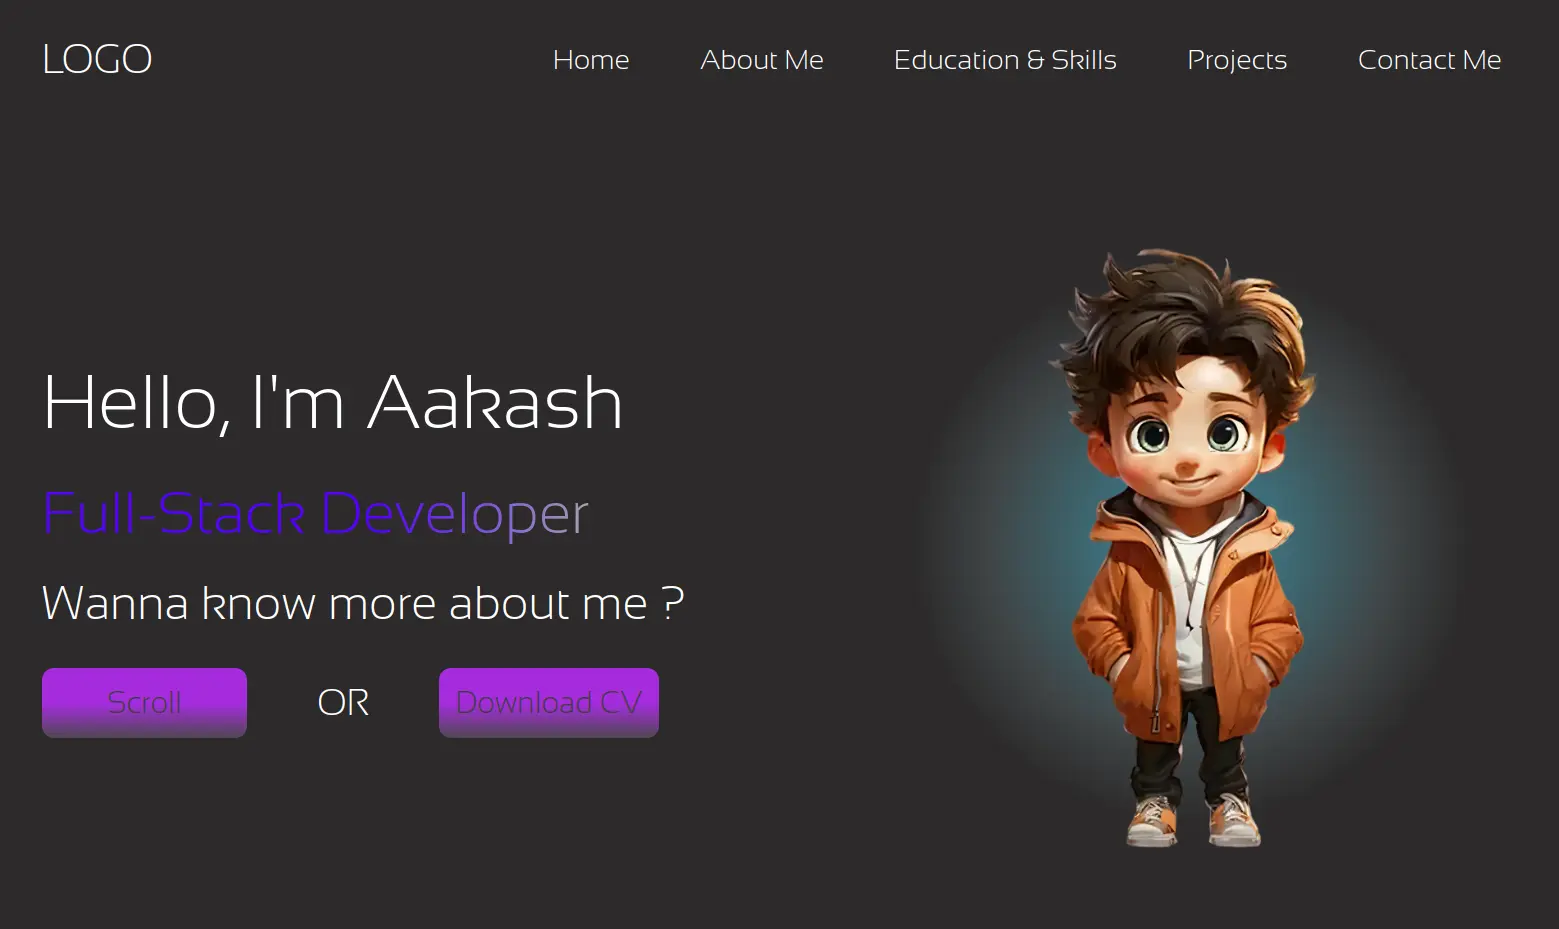 LOGO
Home About Me Education & Skills Projects Contact Me
Hello, I'm Aakash
Full-Stack Developer
Wanna know more about me ?
Scroll OR Download CV